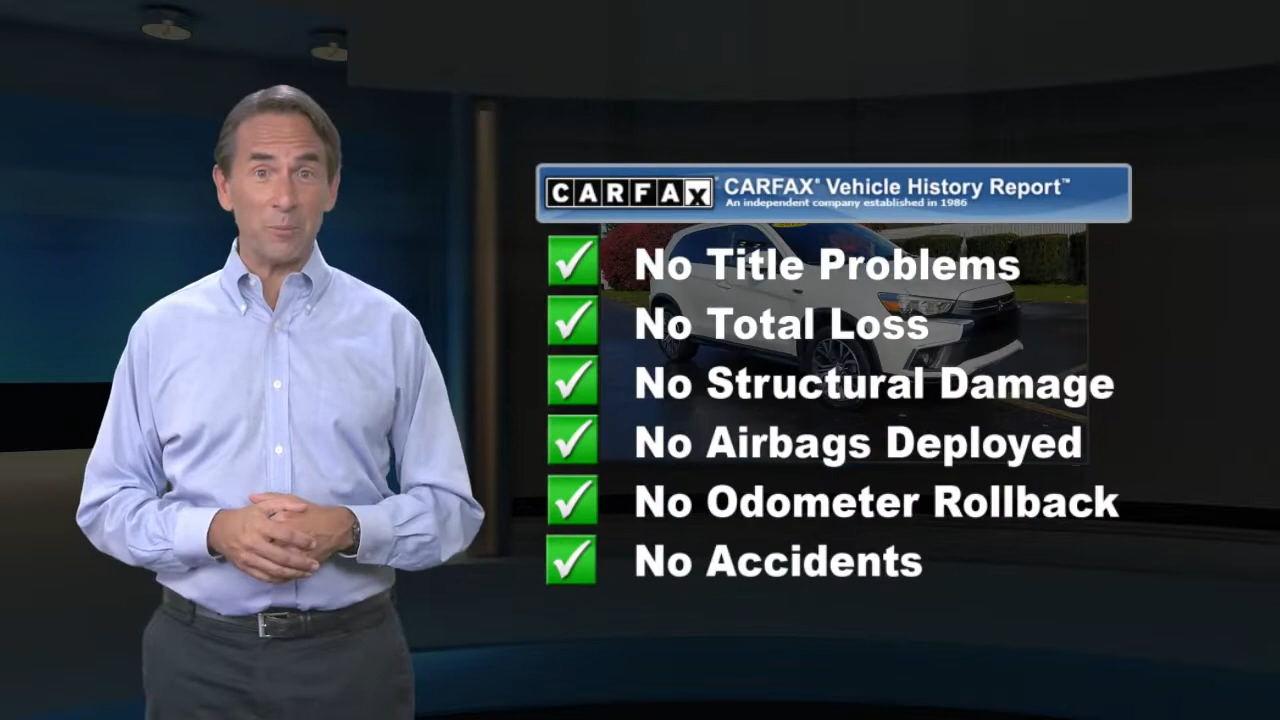 CARFAX
CARFAX® Vehicle History Report™
An independent company established in 1986
No Title Problems
No Total Loss
No Structural Damage
No Airbags Deployed
No Odometer Rollback
No Accidents